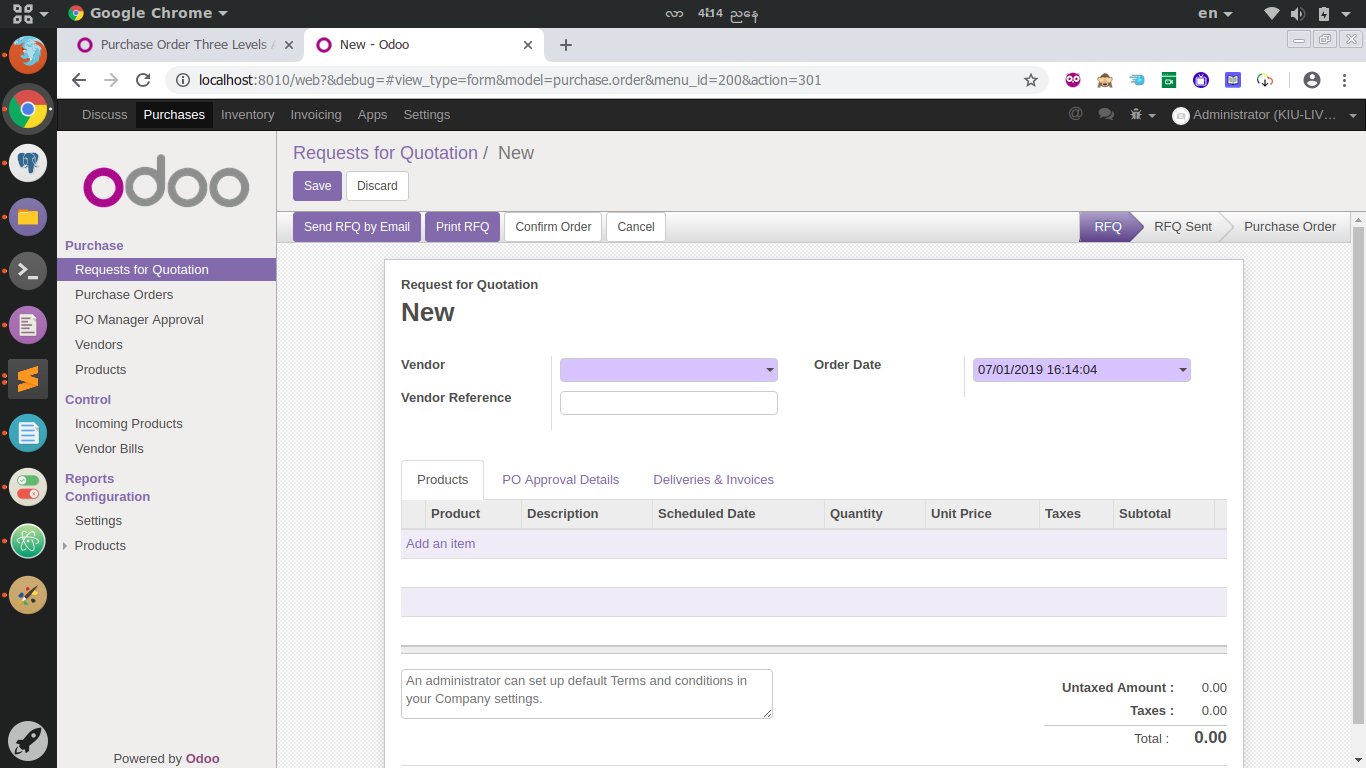 Google Chrome
လာ 4း14 ညနေ
en
Purchase Order Three Levels
New - Odoo
localhost:8010/web?&debug=#view_type=form&model=purchase.order&menu_id=200&action=301
Discuss Purchases Inventory Invoicing Apps Settings
@ Administrator (KIU-LIV...
odoo
Requests for Quotation / New
Save Discard
Send RFQ by Email Print RFQ Confirm Order Cancel
RFQ RFQ Sent Purchase Order
Purchase
Requests for Quotation
Purchase Orders
PO Manager Approval
Vendors
Products
Control
Incoming Products
Vendor Bills
Reports
Configuration
Settings
Products
Powered by Odoo
Request for Quotation
New
Vendor
Vendor Reference
Order Date 07/01/2019 16:14:04
Products PO Approval Details Deliveries & Invoices
Product Description Scheduled Date Quantity Unit Price Taxes Subtotal
Add an item
An administrator can set up default Terms and conditions in
your Company settings.
Untaxed Amount : 0.00
Taxes : 0.00
Total : 0.00